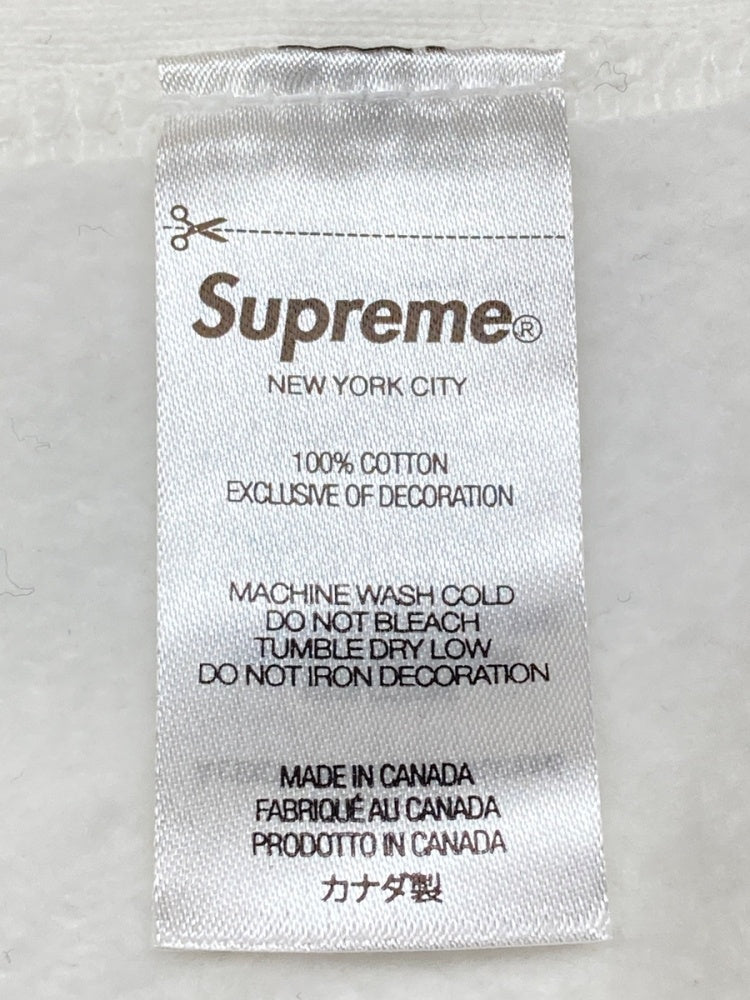 Supreme®
NEW YORK CITY
100% COTTON
EXCLUSIVE OF DECORATION
MACHINE WASH COLD
DO NOT BLEACH
TUMBLE DRY LOW
DO NOT IRON DECORATION
MADE IN CANADA
FABRIQUÉ AU CANADA
PRODOTTO IN CANADA
カナダ製